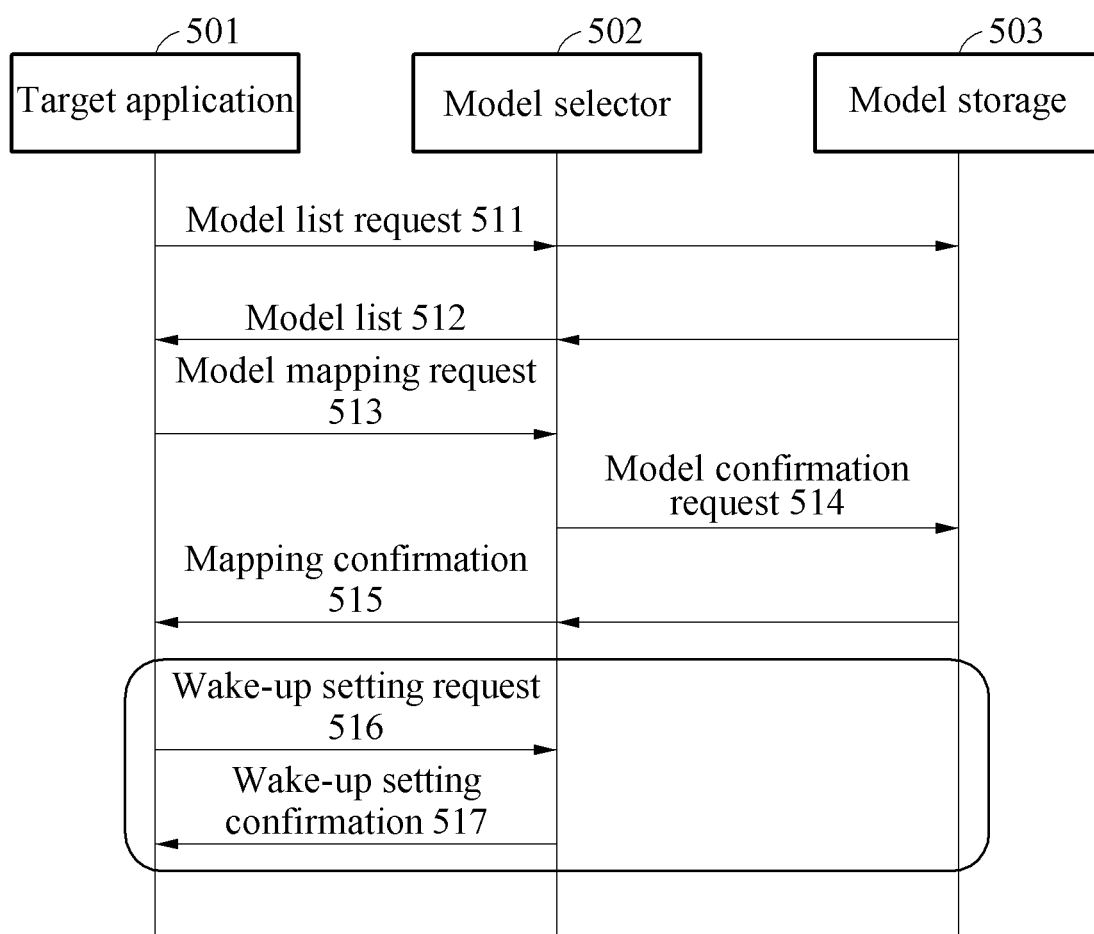 501
502
503
Target application
Model selector
Model storage
Model list request 511
Model list 512
Model mapping request
513
Model confirmation
request 514
Mapping confirmation
515
Wake-up setting request
516
Wake-up setting
confirmation 517